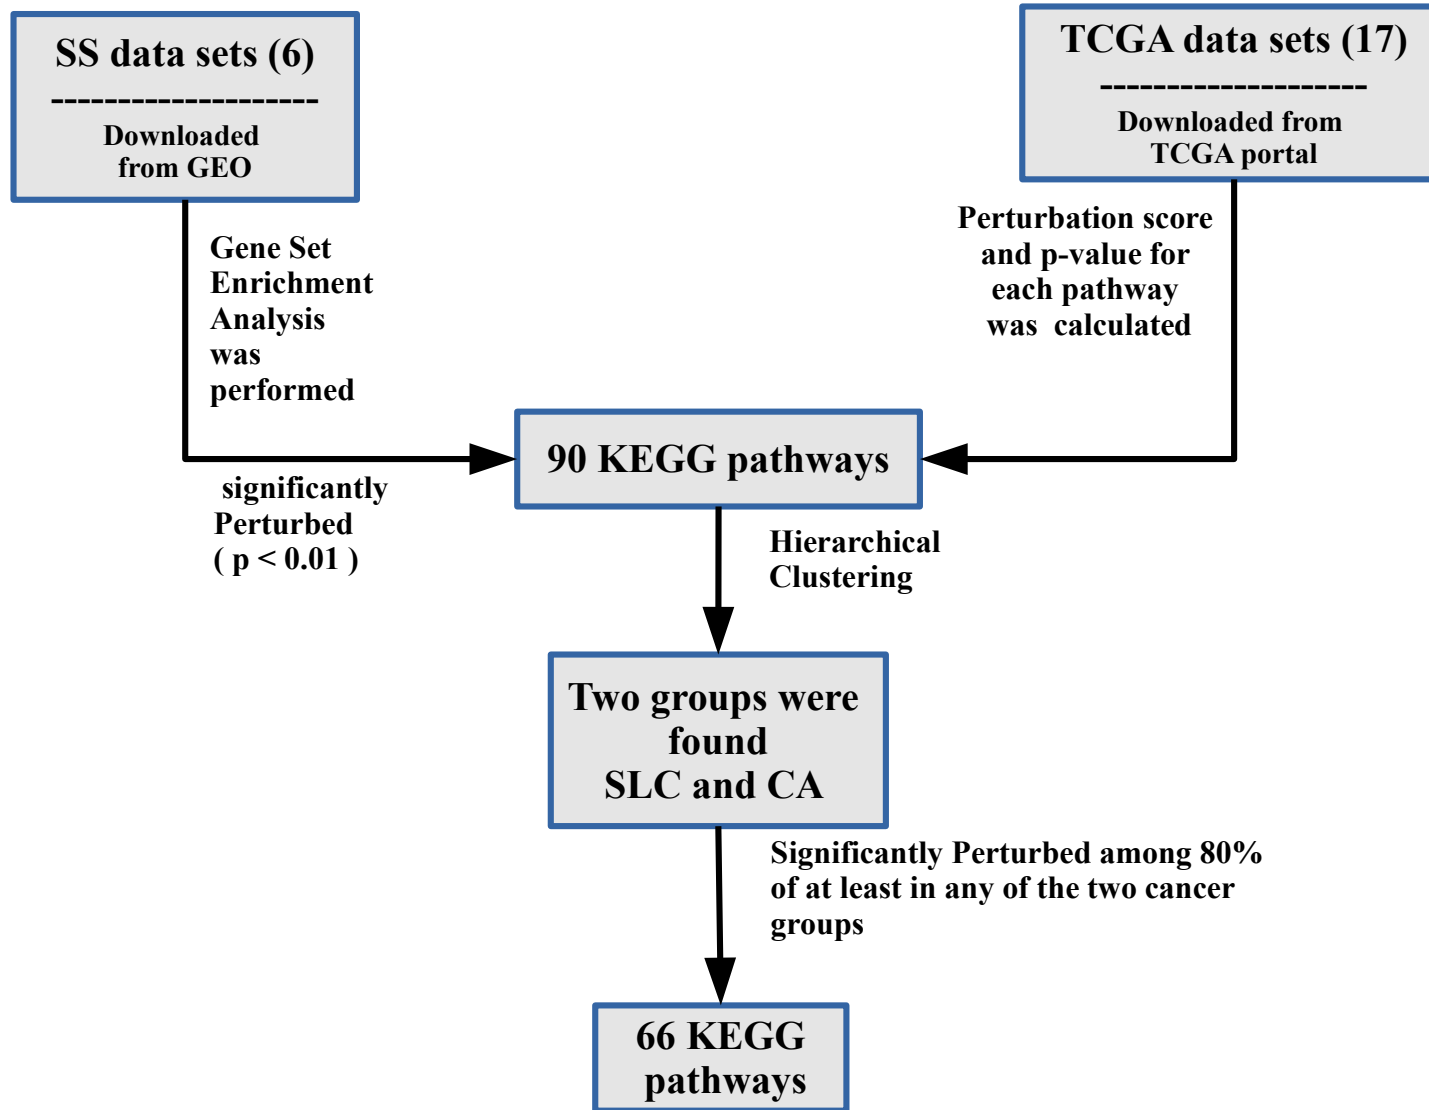 SS data sets (6)
--------------------
Downloaded
from GEO
TCGA data sets (17)
--------------------
Downloaded from
TCGA portal
Gene Set
Enrichment
Analysis
was
performed
Perturbation score
and p-value for
each pathway
was calculated
90 KEGG pathways
significantly
Perturbed
( p < 0.01 )
Hierarchical
Clustering
Two groups were
found
SLC and CA
Significantly Perturbed among 80%
of at least in any of the two cancer
groups
66 KEGG
pathways